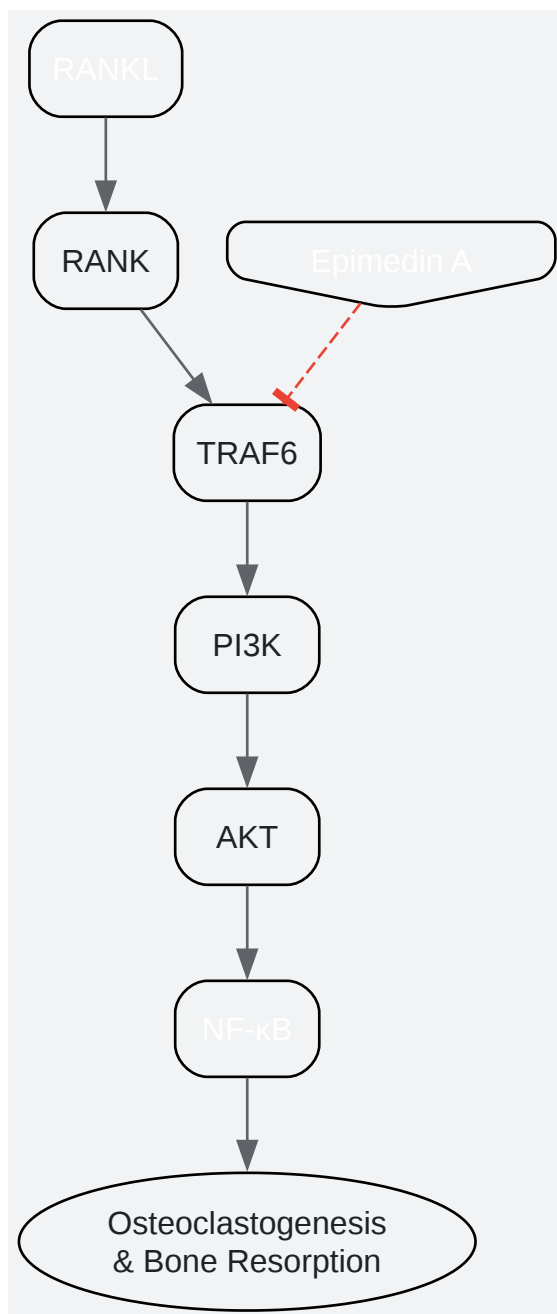 RANKL
RANK
Epimedin A
TRAF6
PI3K
AKT
NF-κB
Osteoclastogenesis
& Bone Resorption